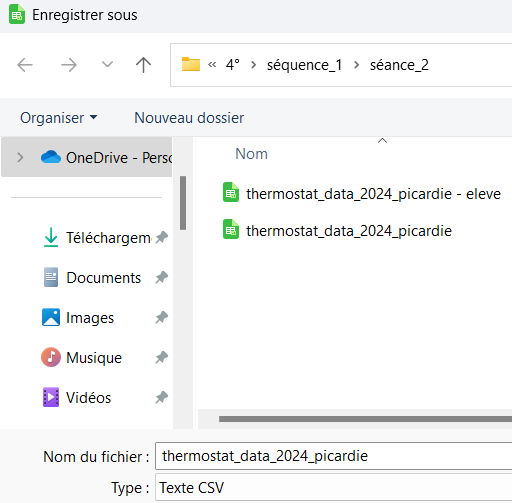 Enregistrer sous
« 4° > séquence_1 > séance_2
Organiser Nouveau dossier
OneDrive - Perso
Nom
thermostat_data_2024_picardie - eleve
thermostat_data_2024_picardie
Téléchargem
Documents
Images
Musique
Vidéos
Nom du fichier : thermostat_data_2024_picardie
Type : Texte CSV